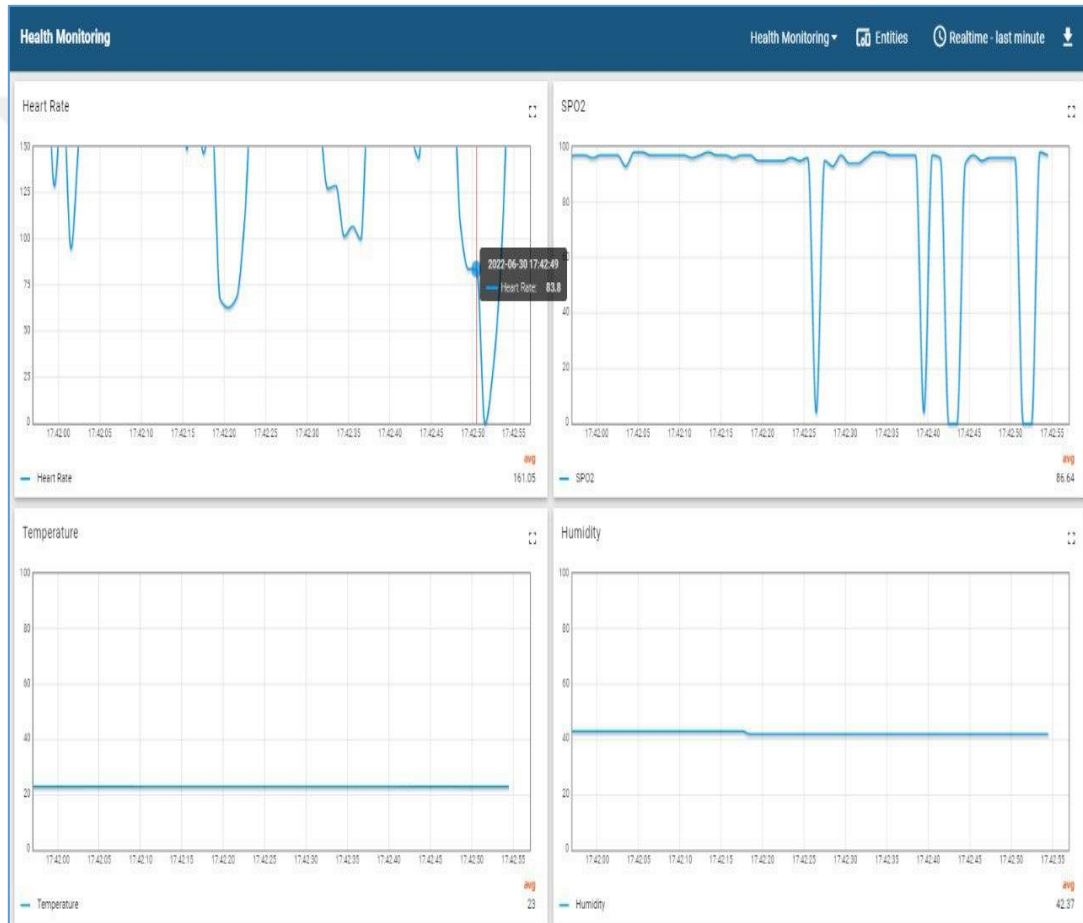 Health Monitoring
Health Monitoring Entities Realtime - last minute
Heart Rate
150
125
100
75
50
25
0
17:42:00 17:42:05 17:42:10 17:42:15 17:42:20 17:42:25 17:42:30 17:42:35 17:42:40 17:42:45 17:42:50 17:42:55
2022-06-30 17:42:49
Heart Rate: 83.8
avg
Heart Rate 161.05
SPO2
100
80
60
40
20
0
17:42:00 17:42:05 17:42:10 17:42:15 17:42:20 17:42:25 17:42:30 17:42:35 17:42:40 17:42:45 17:42:50 17:42:55
avg
SPO2 86.64
Temperature
100
80
60
40
20
0
17:42:00 17:42:05 17:42:10 17:42:15 17:42:20 17:42:25 17:42:30 17:42:35 17:42:40 17:42:45 17:42:50 17:42:55
avg
Temperature 23
Humidity
100
80
60
40
20
0
17:42:00 17:42:05 17:42:10 17:42:15 17:42:20 17:42:25 17:42:30 17:42:35 17:42:40 17:42:45 17:42:50 17:42:55
avg
Humidity 42.37